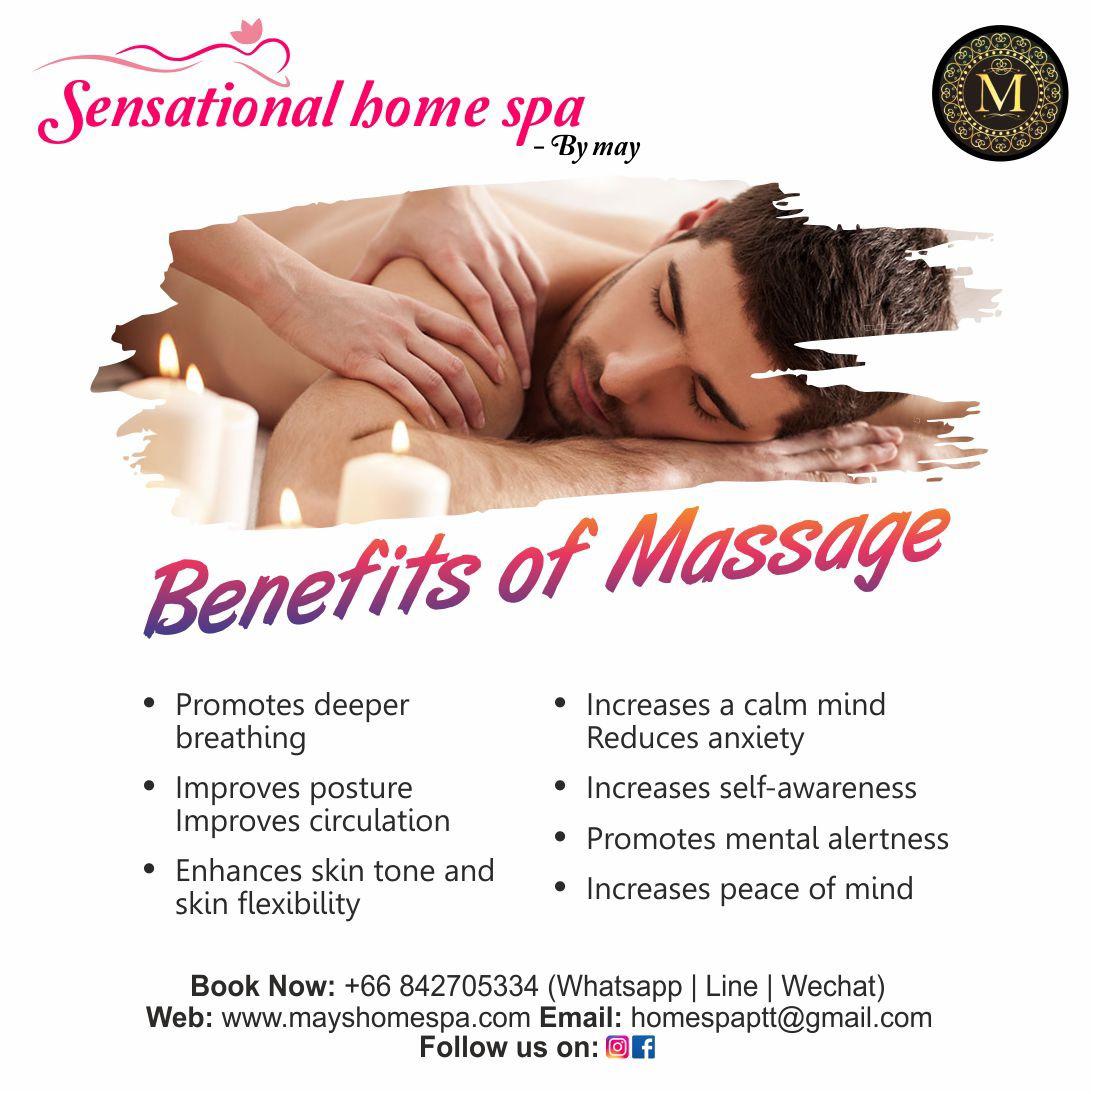 Sensational home spa
- By may
M
Benefits of Massage
• Promotes deeper
breathing
• Improves posture
Improves circulation
• Enhances skin tone and
skin flexibility
• Increases a calm mind
Reduces anxiety
• Increases self-awareness
• Promotes mental alertness
• Increases peace of mind
Book Now: +66 842705334 (Whatsapp | Line | Wechat)
Web: www.mayshomespa.com Email: homespaptt@gmail.com
Follow us on: